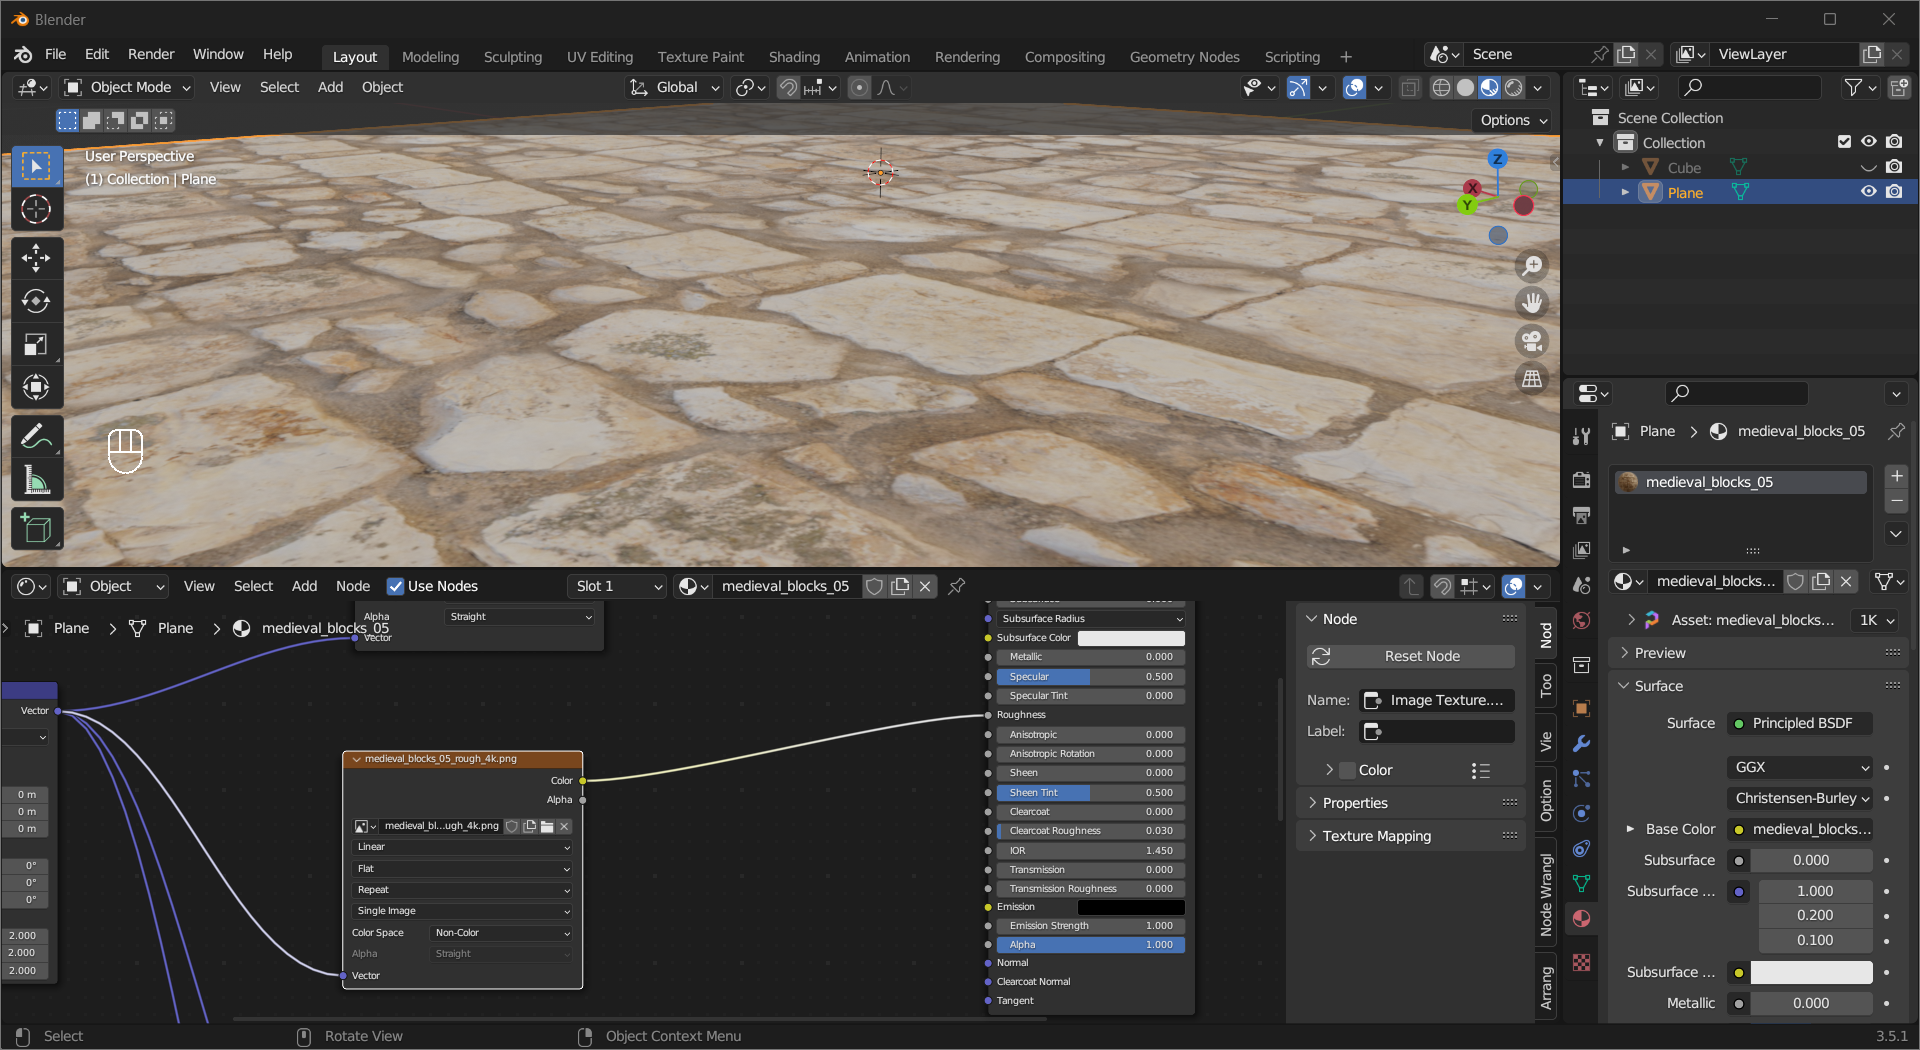 Blender
File Edit Render Window Help
Layout Modeling Sculpting UV Editing Texture Paint Shading Animation Rendering Compositing Geometry Nodes Scripting +
Scene
ViewLayer
Object Mode View Select Add Object
Global
Options
User Perspective
(1) Collection | Plane
Z
X
Y
Scene Collection
Collection
Cube
Plane
Plane > medieval_blocks_05
medieval_blocks_05
medieval_blocks...
Asset: medieval_blocks... 1K
Preview
Surface
Surface Principled BSDF
GGX
Christensen-Burley
Base Color medieval_blocks...
Subsurface 0.000
Subsurface ... 1.000
0.200
0.100
Subsurface ...
Metallic 0.000
Object View Select Add Node Use Nodes
Slot 1
medieval_blocks_05
Plane > Plane > medieval_blocks_05
Alpha Straight
Vector
Vector
0 m
0 m
0 m
0°
0°
0°
2.000
2.000
2.000
medieval_blocks_05_rough_4k.png
Color
Alpha
medieval_bl...ugh_4k.png
Linear
Flat
Repeat
Single Image
Color Space Non-Color
Alpha Straight
Vector
Subsurface Radius
Subsurface Color
Metallic 0.000
Specular 0.500
Specular Tint 0.000
Roughness
Anisotropic 0.000
Anisotropic Rotation 0.000
Sheen 0.000
Sheen Tint 0.500
Clearcoat 0.000
Clearcoat Roughness 0.030
IOR 1.450
Transmission 0.000
Transmission Roughness 0.000
Emission
Emission Strength 1.000
Alpha 1.000
Normal
Clearcoat Normal
Tangent
Node
Reset Node
Name: Image Texture....
Label:
Color
Properties
Texture Mapping
Nod
Too
Vie
Option
Node Wrangl
Arrang
Select
Rotate View
Object Context Menu
3.5.1